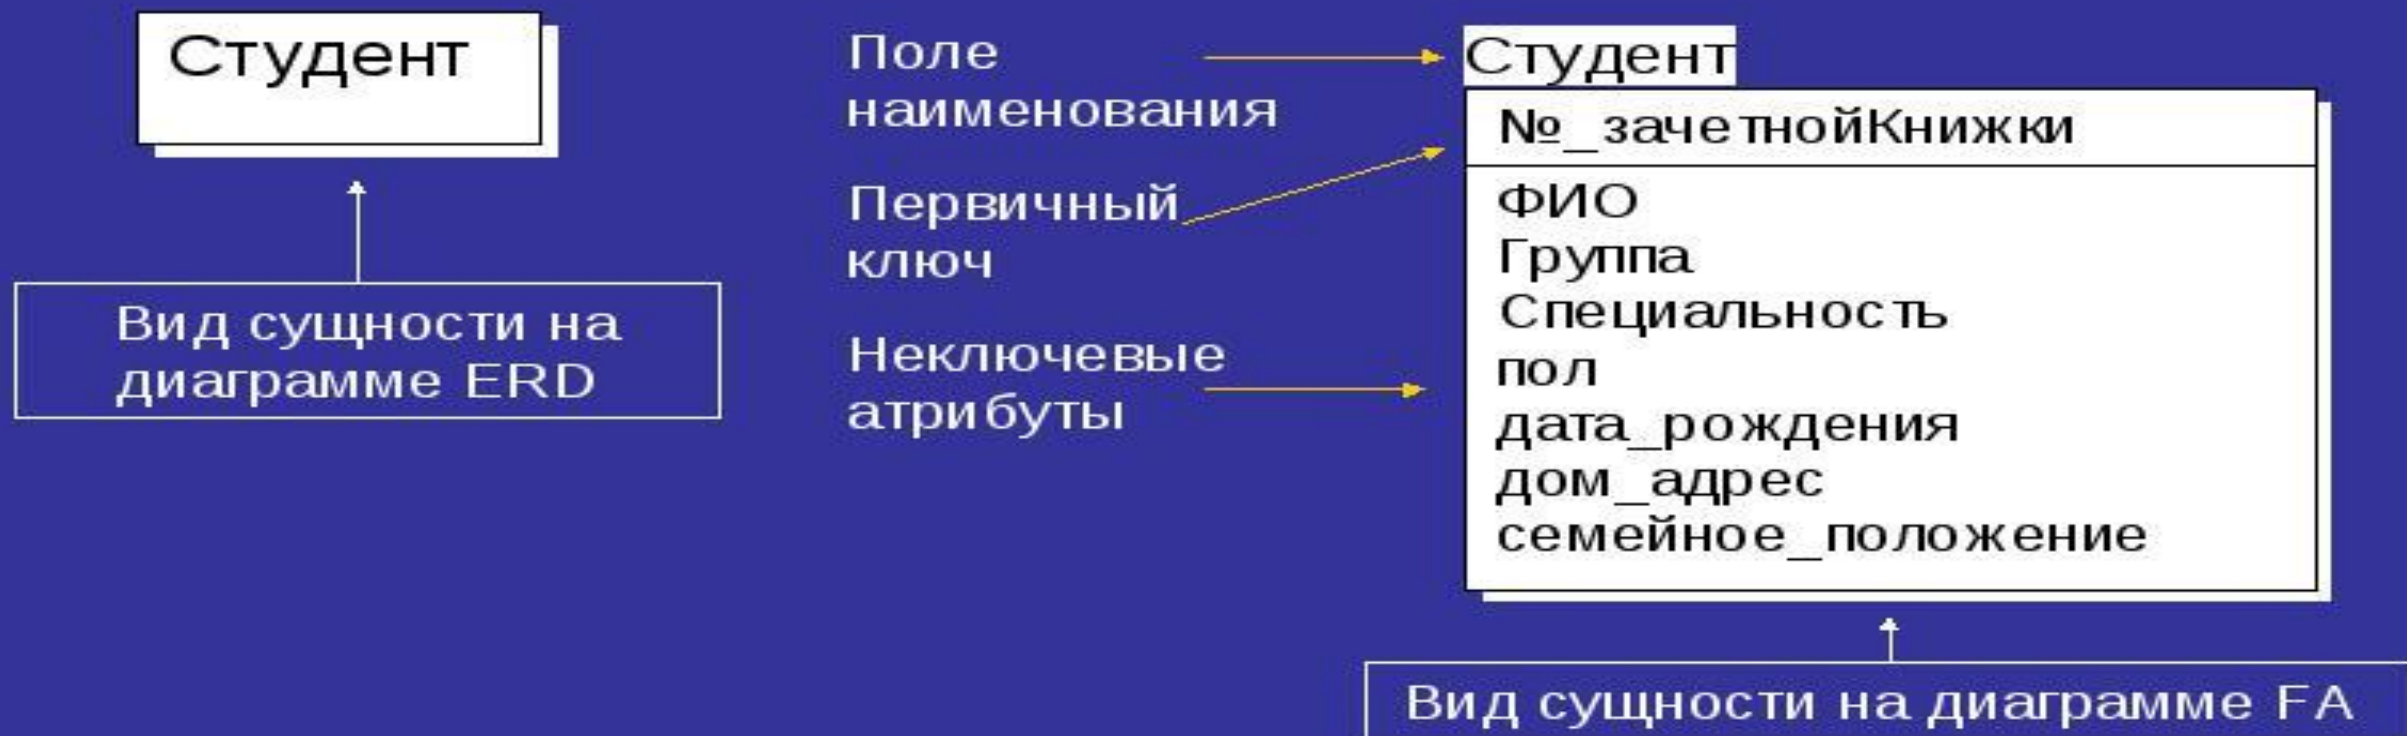 Студент
Вид сущности на
диаграмме ERD
Поле
наименования
Первичный
ключ
Неключевые
атрибуты
Студент
№_зачетнойКнижки
ФИО
Группа
Специальность
пол
дата_рождения
дом_адрес
семейное_положение
Вид сущности на диаграмме FA